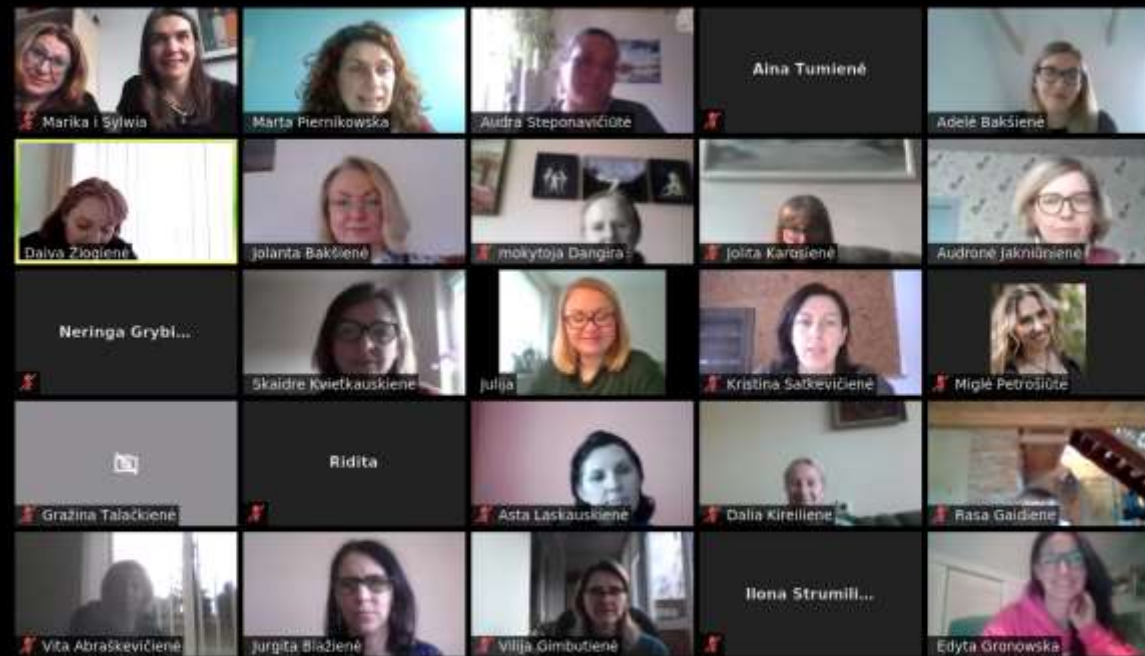 Marika i Sylwia
Marta Piernikowska
Audra Steponavičiūtė
Aina Tumienė
Adelė Bakšienė
Daiva Žiogienė
Jolanta Bakšienė
mokytoja Dangira
Jolita Karosienė
Audronė Jakniūnienė
Neringa Grybi...
Skaidrė Kvietkauskienė
Julija
Kristina Satkevičienė
Miglė Petrošiūtė
Gražina Talačkienė
Ridita
Asta Laskauskienė
Dalia Kireilienė
Rasa Gaidienė
Vita Abraškevičienė
Jurgita Blažienė
Vilija Gimbutienė
Ilona Strumili...
Edyta Gronowska